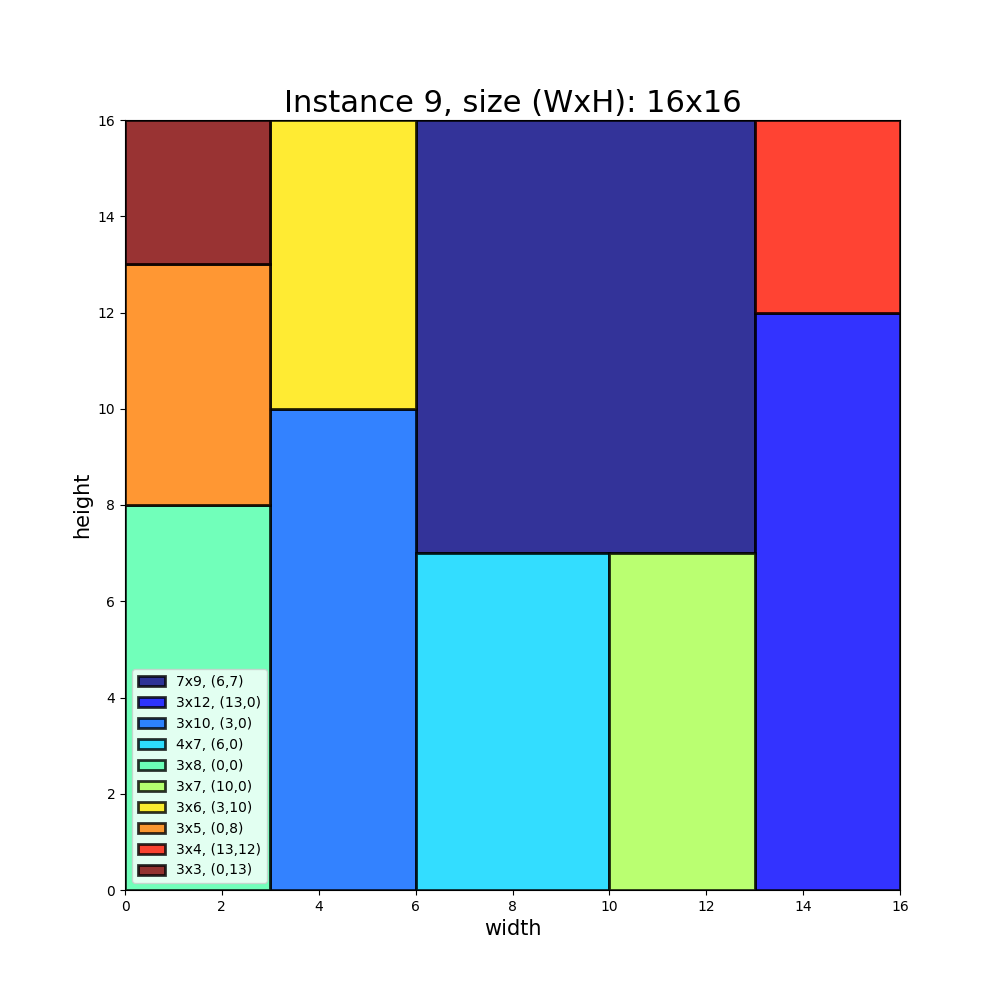 Instance 9, size (WxH): 16x16
16
14
12
10
8
6
4
2
0
height
7x9, (6,7)
3x12, (13,0)
3x10, (3,0)
4x7, (6,0)
3x8, (0,0)
3x7, (10,0)
3x6, (3,10)
3x5, (0,8)
3x4, (13,12)
3x3, (0,13)
0 2 4 6 8 10 12 14 16
width